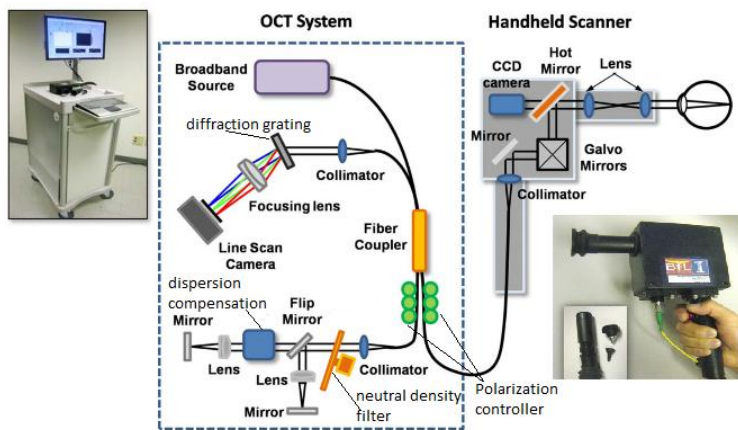 OCT System
Handheld Scanner
Broadband
Source
diffraction grating
Collimator
Focusing lens
Line Scan
Camera
Fiber
Coupler
dispersion
compensation
Flip
Mirror
Mirror
Lens
Lens
Mirror
Collimator
neutral density
filter
Polarization
controller
CCD
camera
Hot
Mirror
Lens
Mirror
Galvo
Mirrors
Collimator